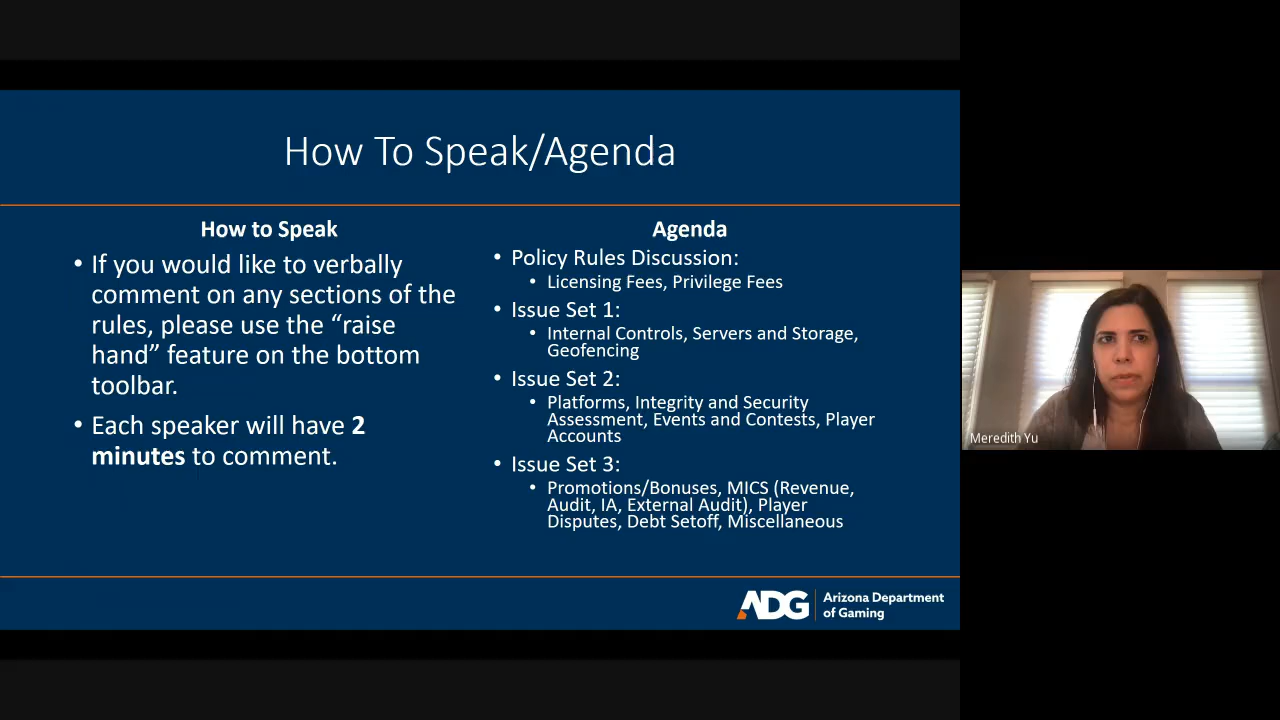 How To Speak/Agenda
How to Speak
• If you would like to verbally
comment on any sections of the
rules, please use the “raise
hand” feature on the bottom
toolbar.
• Each speaker will have 2
minutes to comment.
Agenda
• Policy Rules Discussion:
• Licensing Fees, Privilege Fees
• Issue Set 1:
• Internal Controls, Servers and Storage,
Geofencing
• Issue Set 2:
• Platforms, Integrity and Security
Assessment, Events and Contests, Player
Accounts
• Issue Set 3:
• Promotions/Bonuses, MICS (Revenue,
Audit, IA, External Audit), Player
Disputes, Debt Setoff, Miscellaneous
ADG
Arizona Department
of Gaming
Meredith Yu